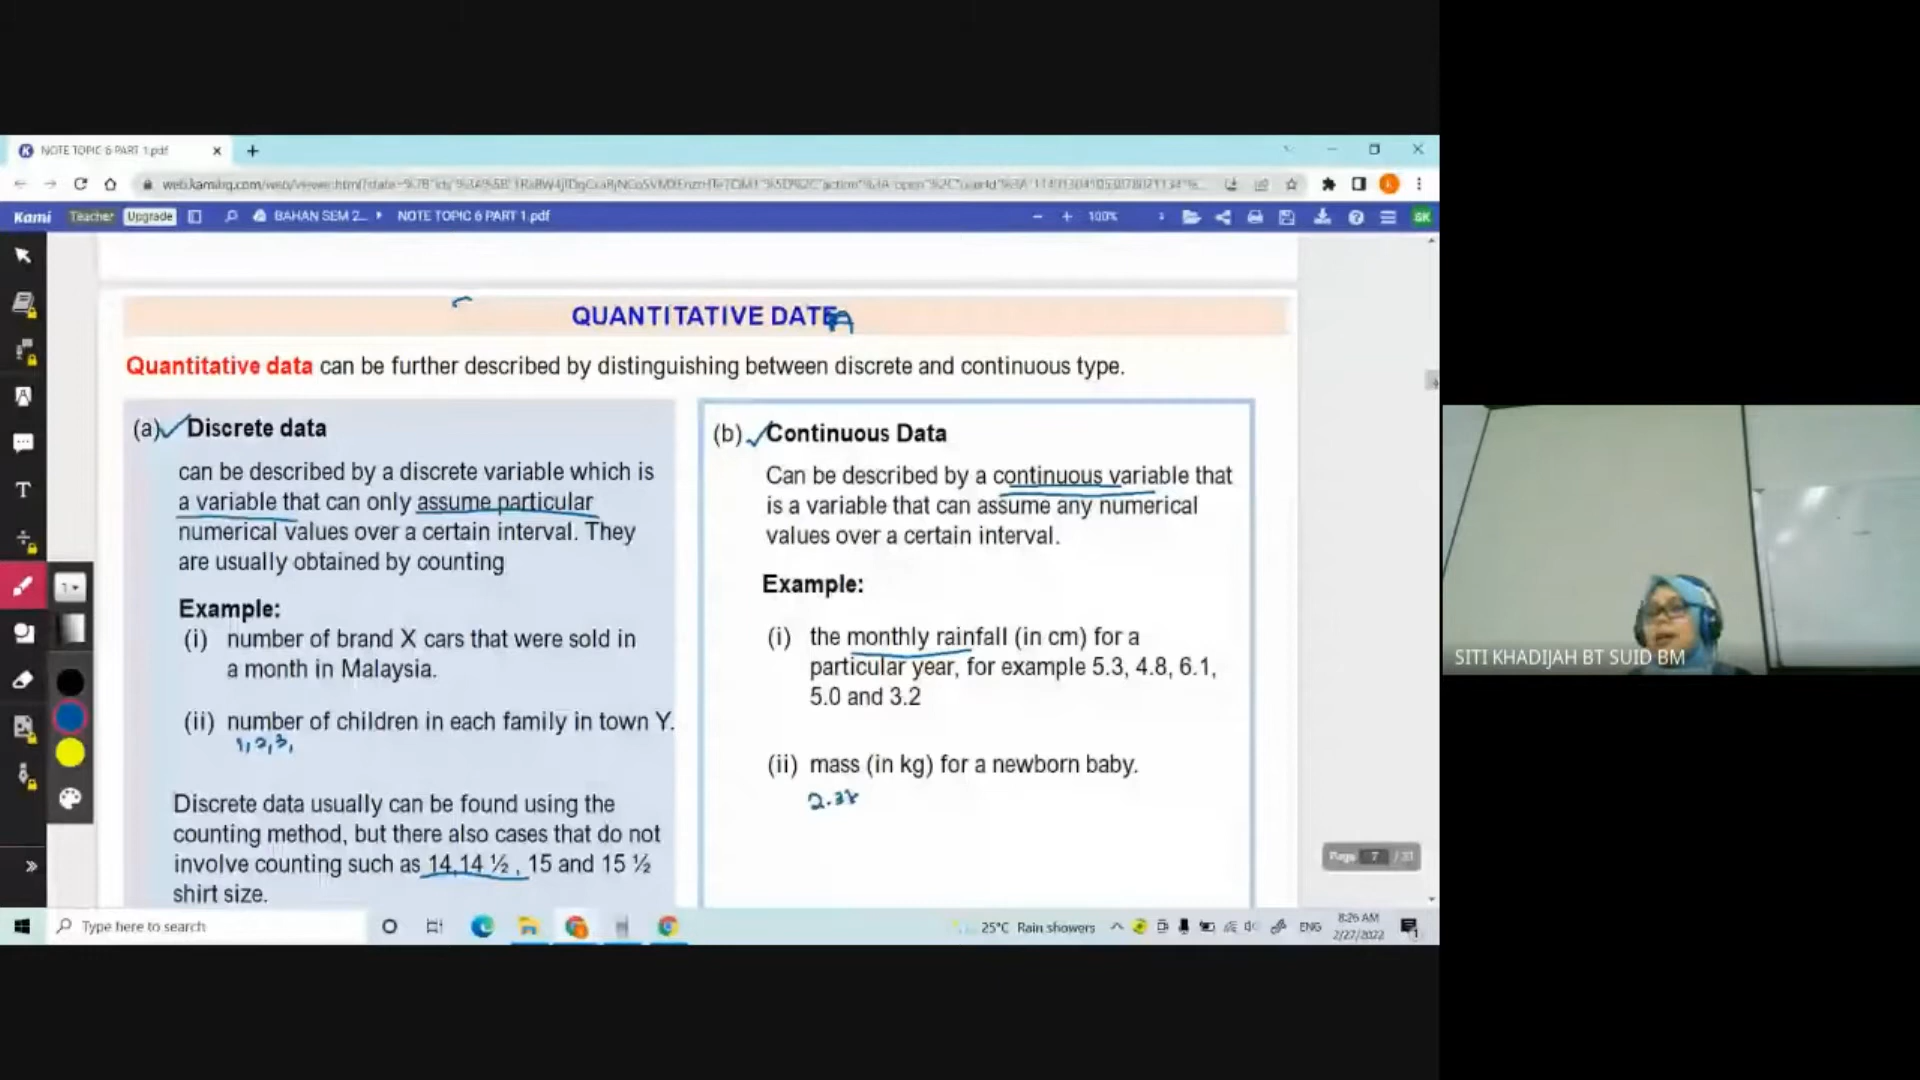 NOTE TOPIC 6 PART 1.pdf
Kami Teacher Upgrade BAHAN SEM 2... NOTE TOPIC 6 PART 1.pdf 100% SK
QUANTITATIVE DATE
A
Quantitative data can be further described by distinguishing between discrete and continuous type.
(a) Discrete data
can be described by a discrete variable which is
a variable that can only assume particular
numerical values over a certain interval. They
are usually obtained by counting
Example:
(i) number of brand X cars that were sold in
a month in Malaysia.
(ii) number of children in each family in town Y.
1,2,3,
Discrete data usually can be found using the
counting method, but there also cases that do not
involve counting such as 14,14 ½ , 15 and 15 ½
shirt size.
(b) Continuous Data
Can be described by a continuous variable that
is a variable that can assume any numerical
values over a certain interval.
Example:
(i) the monthly rainfall (in cm) for a
particular year, for example 5.3, 4.8, 6.1,
5.0 and 3.2
(ii) mass (in kg) for a newborn baby.
Page 7 / 31
Type here to search
25°C Rain showers
ENG
8:26 AM
2/27/2022
SITI KHADIJAH BT SUID BM